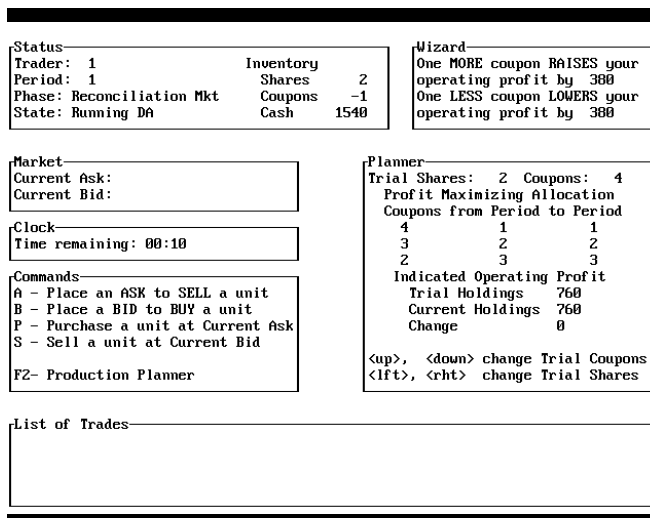 Status
Trader: 1 Inventory
Period: 1 Shares 2
Phase: Reconciliation Mkt Coupons -1
State: Running DA Cash 1540
Wizard
One MORE coupon RAISES your
operating profit by 380
One LESS coupon LOWERS your
operating profit by 380
Market
Current Ask:
Current Bid:
Clock
Time remaining: 00:10
Commands
A - Place an ASK to SELL a unit
B - Place a BID to BUY a unit
P - Purchase a unit at Current Ask
S - Sell a unit at Current Bid
F2- Production Planner
Planner
Trial Shares: 2 Coupons: 4
Profit Maximizing Allocation
Coupons from Period to Period
4 1 1
3 2 2
2 3 3
Indicated Operating Profit
Trial Holdings 760
Current Holdings 760
Change 0
<up>, <down> change Trial Coupons
<lft>, <rht> change Trial Shares
List of Trades